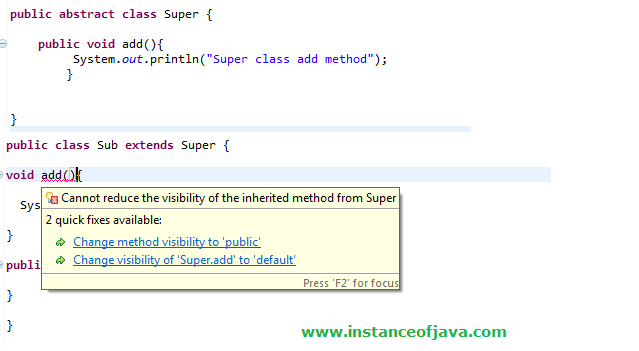 public abstract class Super {
public void add(){
System.out.println("Super class add method");
}
}
public class Sub extends Super {
void add(){
Cannot reduce the visibility of the inherited method from Super
Sys
2 quick fixes available:
}
Change method visibility to 'public'
Change visibility of 'Super.add' to 'default'
publi
Press 'F2' for focus
}
}
www.instanceofjava.com